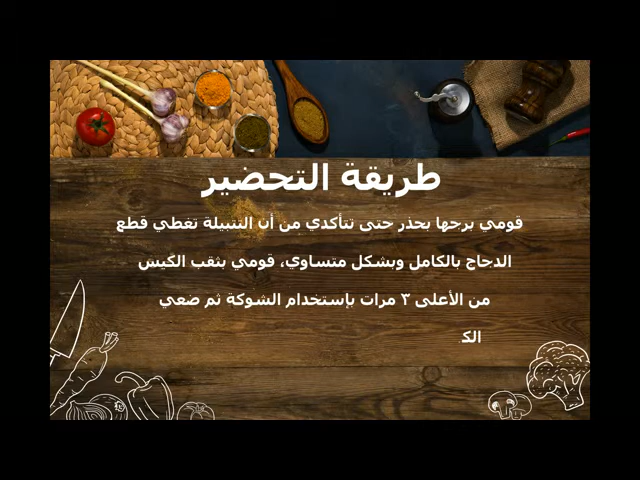 طريقة التحضير
قومي برجها بحذر حتى تتأكدي من أن التتبيلة تغطي قطع
الدجاج بالكامل وبشكل متساوي، قومي بثقب الكيس
من الأعلى ٣ مرات بإستخدام الشوكة ثم ضعي
الك